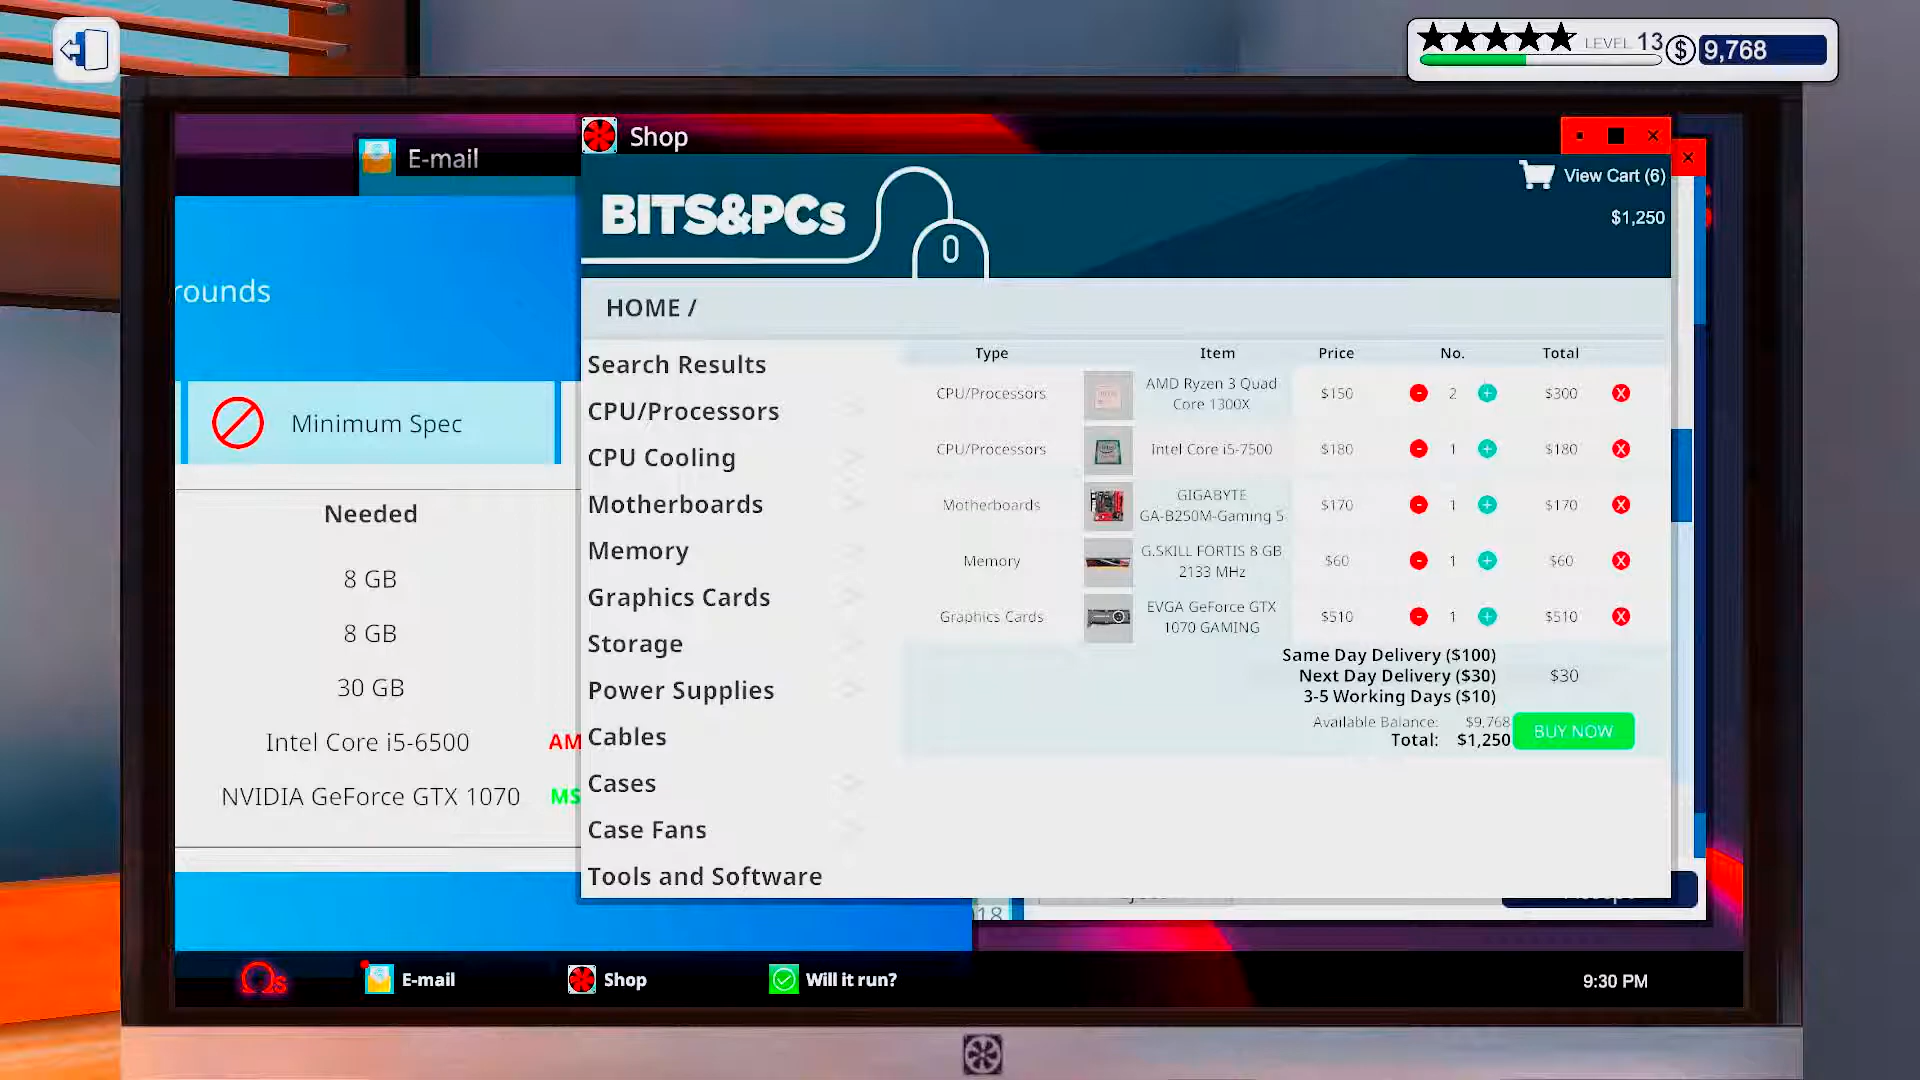 LEVEL 13
$ 9,768
E-mail
Shop
View Cart (6)
$1,250
BITS&PCs
rounds
HOME /
Minimum Spec
Needed
8 GB
8 GB
30 GB
Intel Core i5-6500
AM
NVIDIA GeForce GTX 1070
MS
Search Results
CPU/Processors
CPU Cooling
Motherboards
Memory
Graphics Cards
Storage
Power Supplies
Cables
Cases
Case Fans
Tools and Software
Type Item Price No. Total
CPU/Processors AMD Ryzen 3 Quad Core 1300X $150 - 2 + $300 X
CPU/Processors Intel Core i5-7500 $180 - 1 + $180 X
Motherboards GIGABYTE GA-B250M-Gaming 5 $170 - 1 + $170 X
Memory G.SKILL FORTIS 8 GB 2133 MHz $60 - 1 + $60 X
Graphics Cards EVGA GeForce GTX 1070 GAMING $510 - 1 + $510 X
Same Day Delivery ($100)
Next Day Delivery ($30) $30
3-5 Working Days ($10)
Available Balance: $9,768
Total: $1,250
BUY NOW
Ωs
E-mail
Shop
Will it run?
9:30 PM